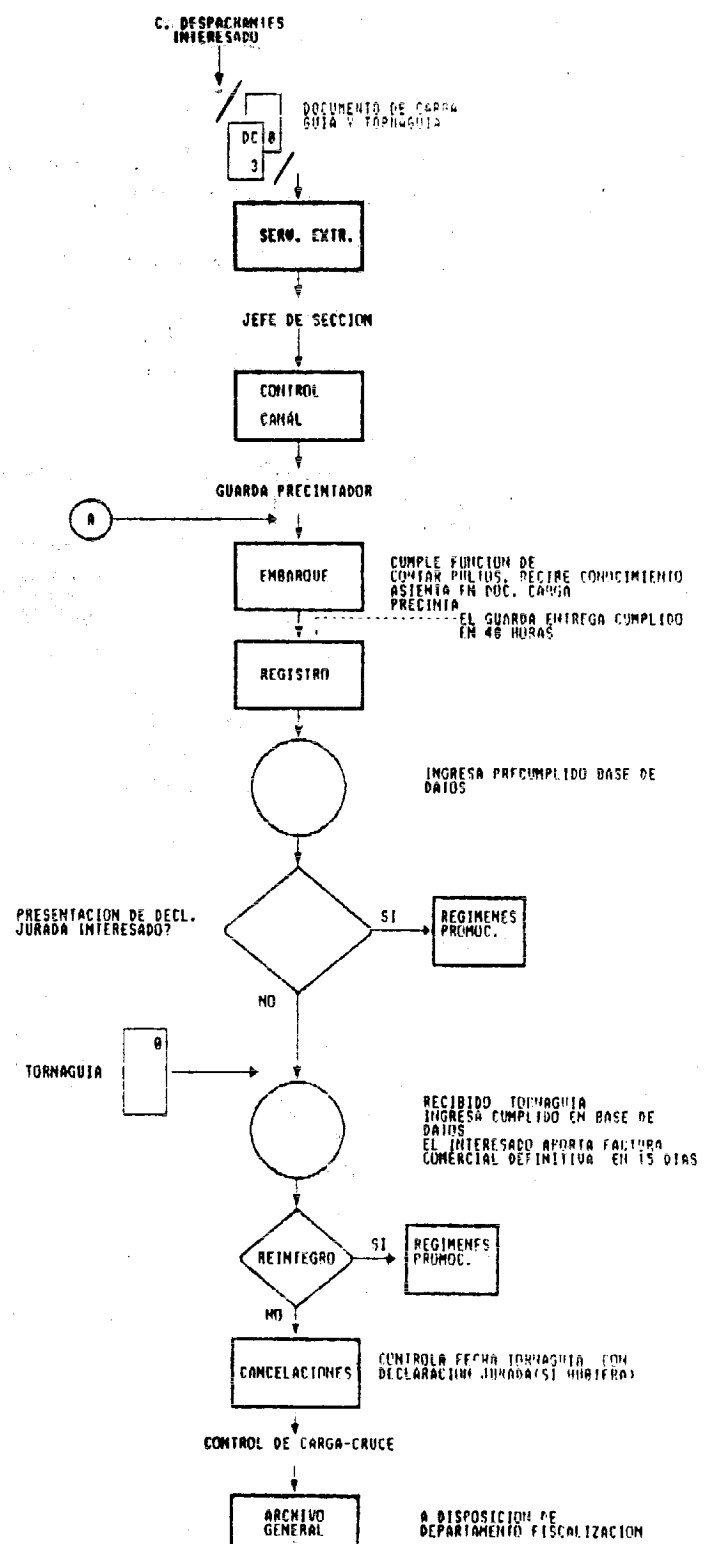 C. DESPACHANTES
INTERESADO
DOCUMENTO DE CARGA
GUIA Y TORNAGUIA
DC 0
3
SERV. EXTR.
JEFE DE SECCION
CONTROL
CANAL
GUARDA PRECINTADOR
A
EMBARQUE
CUMPLE FUNCION DE
CONTAR BULTOS, RECIBE CONOCIMIENTO
ASIENTA EN DOC. CARGA
PRECINTA
EL GUARDA ENTREGA CUMPLIDO
EN 48 HORAS
REGISTRO
INGRESA PRECUMPLIDO BASE DE
DATOS
PRESENTACION DE DECL.
JURADA INTERESADO?
SI
REGIMENES
PROMOC.
NO
0
TORNAGUIA
RECIBIDO TORNAGUIA
INGRESA CUMPLIDO EN BASE DE
DATOS
EL INTERESADO APORTA FACTURA
COMERCIAL DEFINITIVA EN 15 DIAS
REINTEGRO
SI
REGIMENES
PROMOC.
NO
CANCELACIONES
CONTROLA FECHA TORNAGUIA CON
DECLARACION JURADA(SI HUBIERA)
CONTROL DE CARGA-CRUCE
ARCHIVO
GENERAL
A DISPOSICION DE
DEPARTAMENTO FISCALIZACION